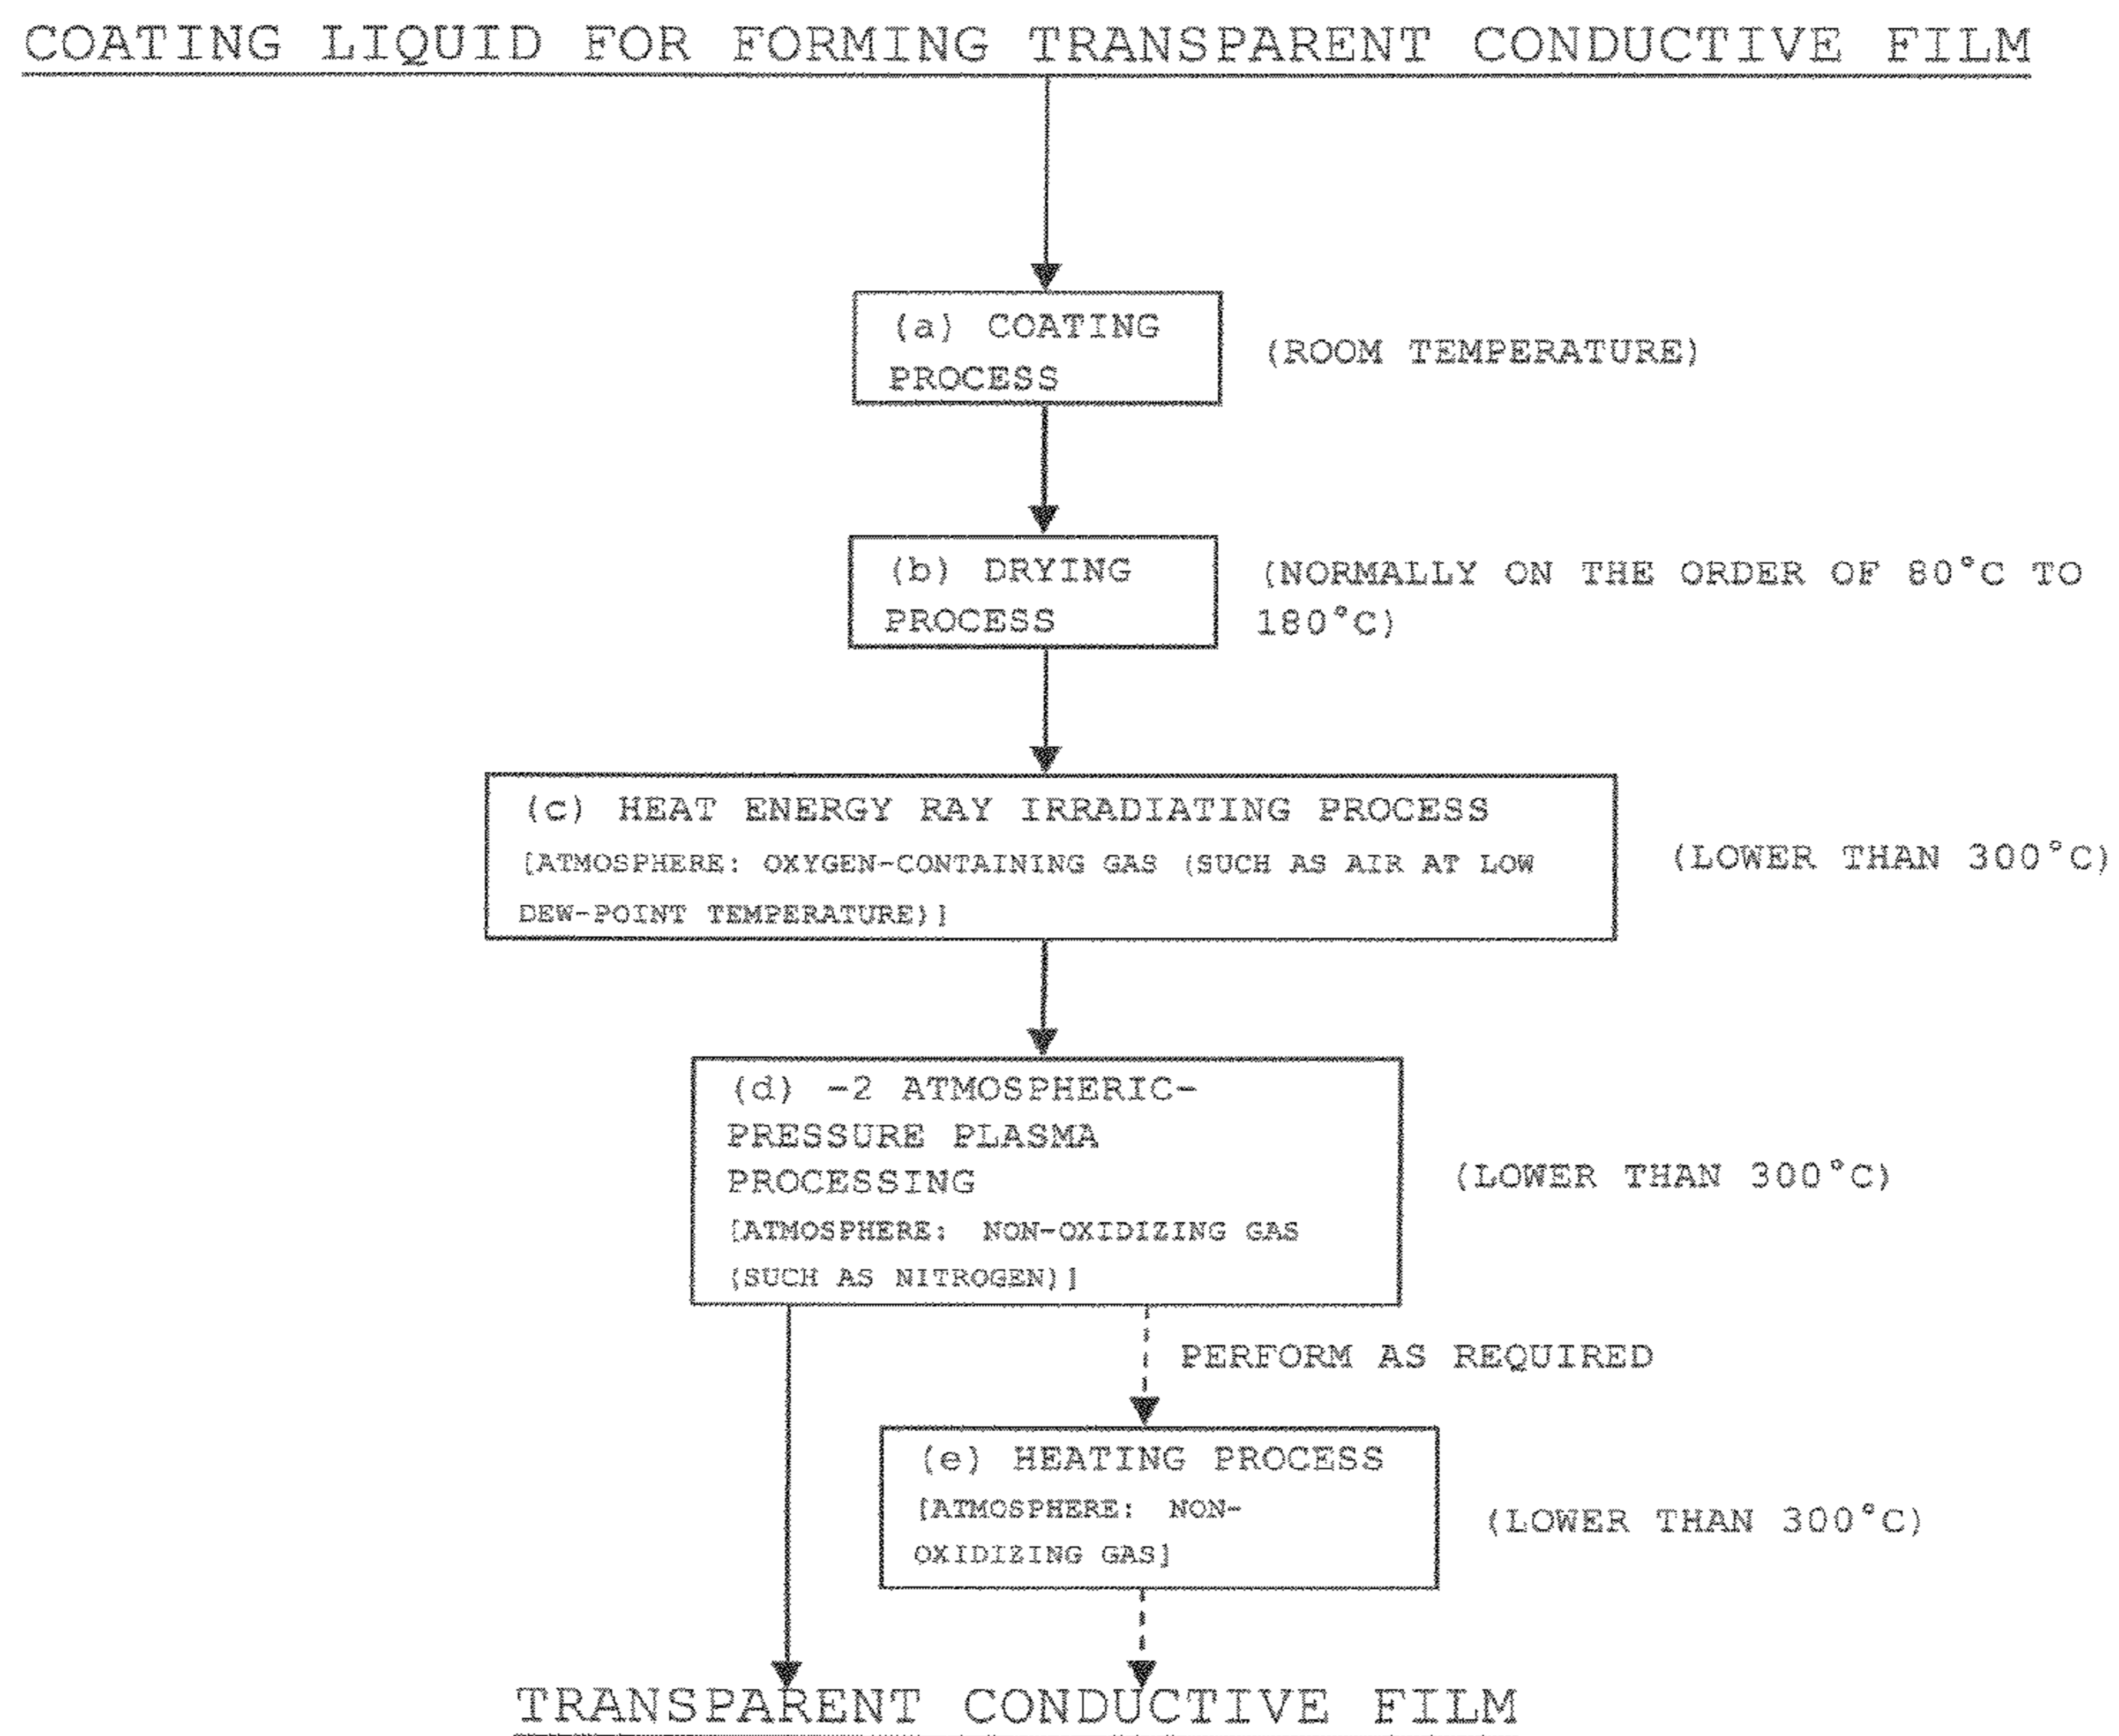 COATING LIQUID FOR FORMING TRANSPARENT CONDUCTIVE FILM
(a) COATING
PROCESS
(ROOM TEMPERATURE)
(b) DRYING
PROCESS
(NORMALLY ON THE ORDER OF 80°C TO
180°C)
(c) HEAT ENERGY RAY IRRADIATING PROCESS
[ATMOSPHERE: OXYGEN-CONTAINING GAS (SUCH AS AIR AT LOW
DEW-POINT TEMPERATURE)]
(LOWER THAN 300°C)
(d) -2 ATMOSPHERIC-
PRESSURE PLASMA
PROCESSING
[ATMOSPHERE: NON-OXIDIZING GAS
(SUCH AS NITROGEN)]
(LOWER THAN 300°C)
PERFORM AS REQUIRED
(e) HEATING PROCESS
[ATMOSPHERE: NON-
OXIDIZING GAS]
(LOWER THAN 300°C)
TRANSPARENT CONDUCTIVE FILM